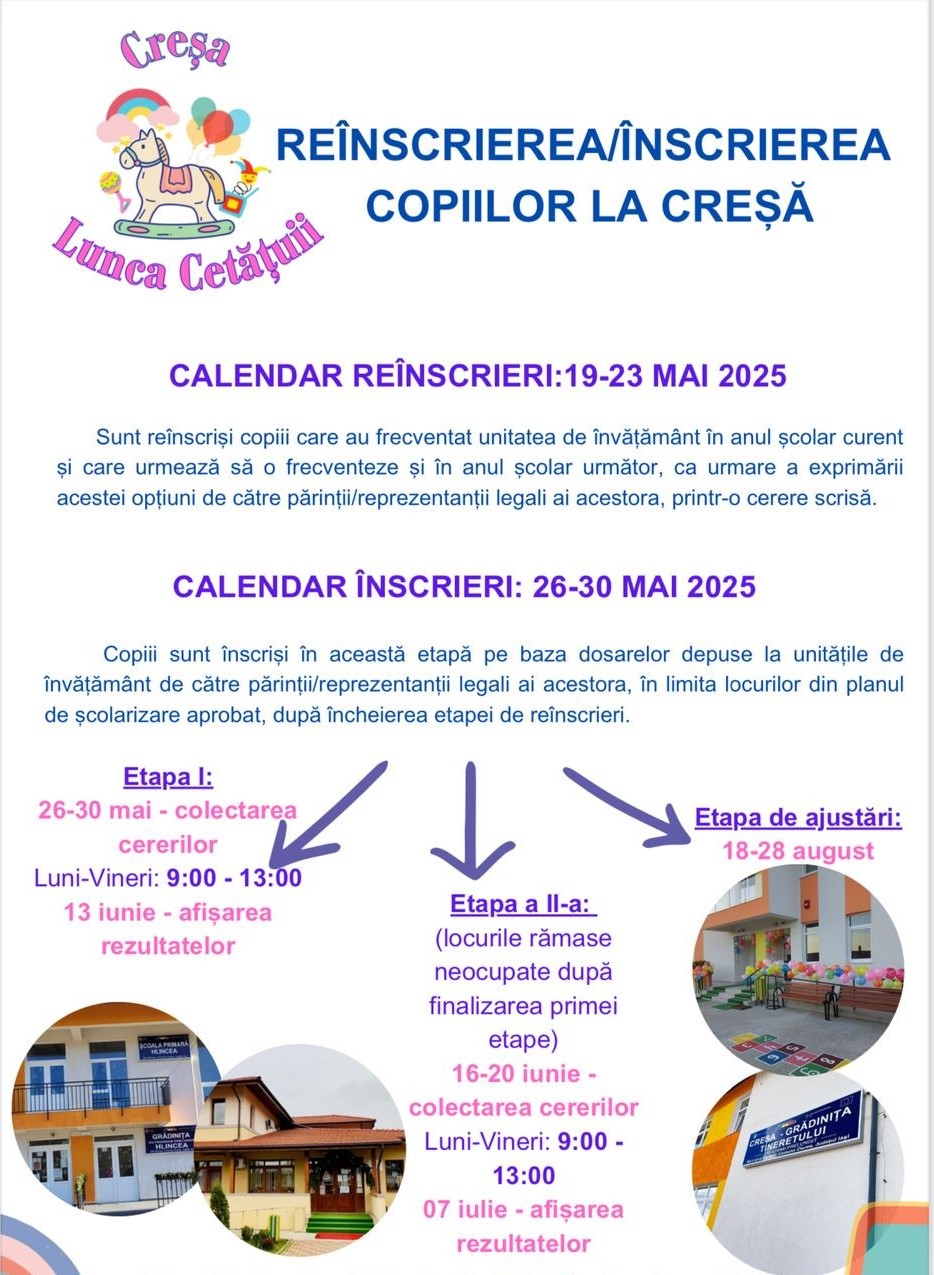 Creșa
Lunca Cetățuii
REÎNSCRIEREA/ÎNSCRIEREA
COPIILOR LA CREȘĂ
CALENDAR REÎNSCRIERI:19-23 MAI 2025
Sunt reînscriși copiii care au frecventat unitatea de învățământ în anul școlar curent
și care urmează să o frecventeze și în anul școlar următor, ca urmare a exprimării
acestei opțiuni de către părinții/reprezentanții legali ai acestora, printr-o cerere scrisă.
CALENDAR ÎNSCRIERI: 26-30 MAI 2025
Copiii sunt înscriși în această etapă pe baza dosarelor depuse la unitățile de
învățământ de către părinții/reprezentanții legali ai acestora, în limita locurilor din planul
de școlarizare aprobat, după încheierea etapei de reînscrieri.
Etapa I:
26-30 mai - colectarea
cererilor
Luni-Vineri: 9:00 - 13:00
13 iunie - afișarea
rezultatelor
Etapa a II-a:
(locurile rămase
neocupate după
finalizarea primei
etape)
16-20 iunie -
colectarea cererilor
Luni-Vineri: 9:00 -
13:00
07 iulie - afișarea
rezultatelor
Etapa de ajustări:
18-28 august
ȘCOALA PRIMARĂ
HLINCEA
GRĂDINIȚA
HLINCEA
CREȘĂ - GRĂDINIȚA
TINERETULUI